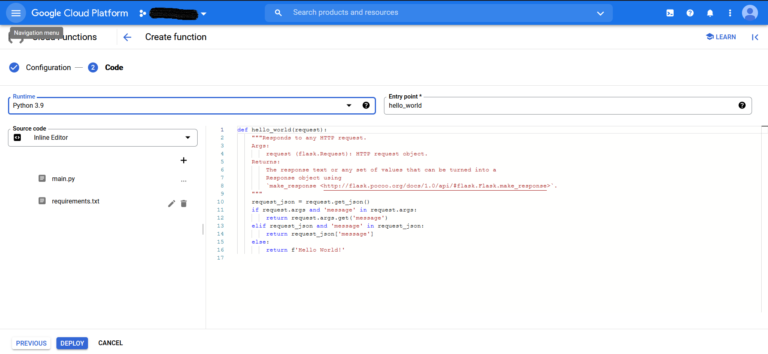 Google Cloud Platform
Search products and resources
Navigation menu
Functions
Create function
LEARN
Configuration
2 Code
Runtime
Python 3.9
Entry point *
hello_world
Source code
Inline Editor
main.py
...
requirements.txt
1 def hello_world(request):
2 """Responds to any HTTP request.
3 Args:
4 request (flask.Request): HTTP request object.
5 Returns:
6 The response text or any set of values that can be turned into a
7 Response object using
8 `make_response <http://flask.pocoo.org/docs/1.0/api/#flask.Flask.make_response>`.
9 """
10 request_json = request.get_json()
11 if request.args and 'message' in request.args:
12 return request.args.get('message')
13 elif request_json and 'message' in request_json:
14 return request_json['message']
15 else:
16 return f'Hello World!'
17
PREVIOUS
DEPLOY
CANCEL